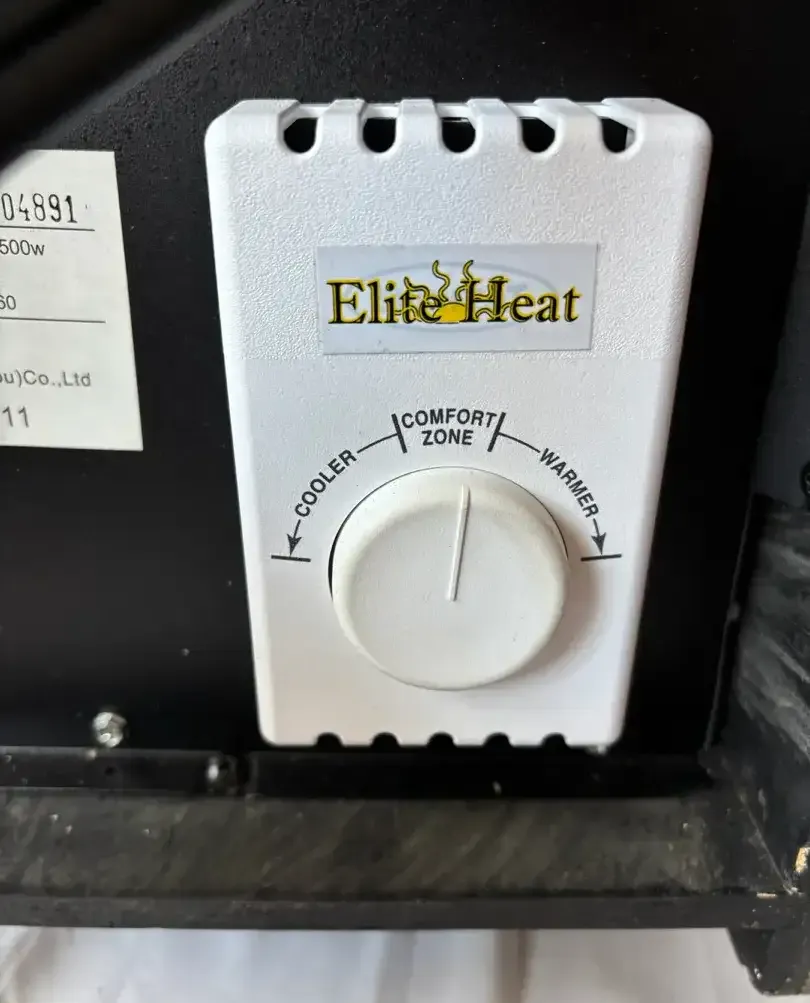 04891
500w
60
Co.,Ltd
11
Elite Heat
COMFORT
ZONE
COOLER
WARMER